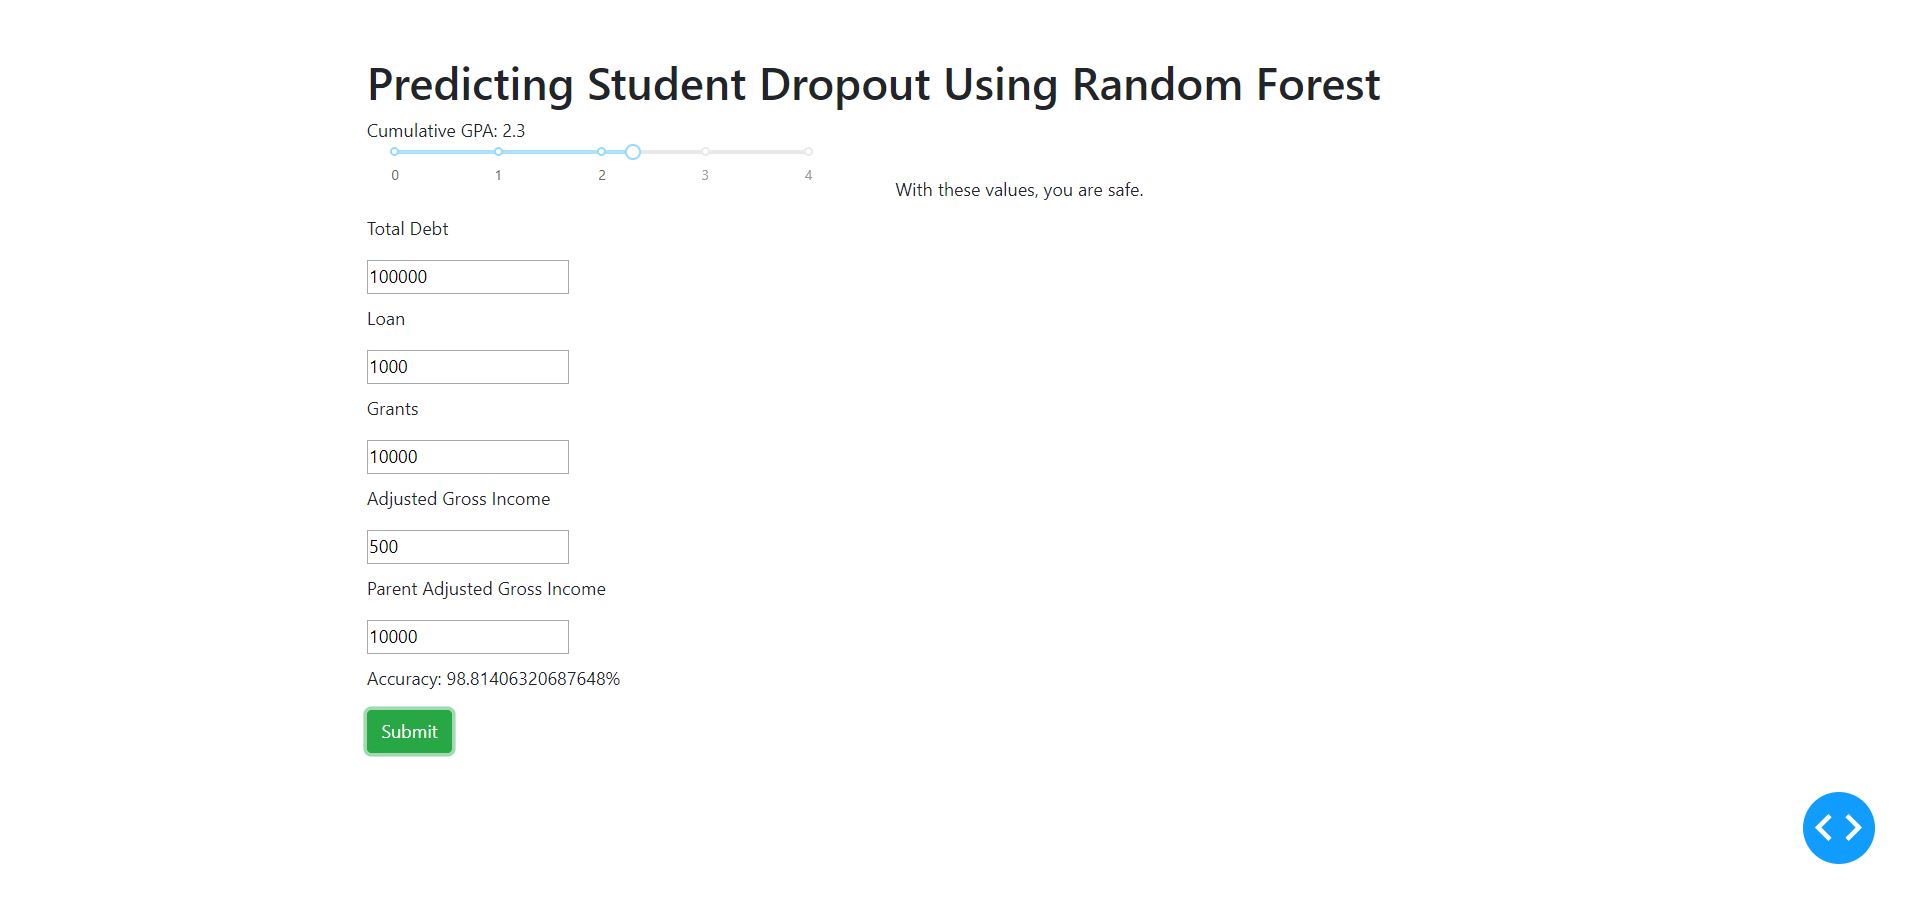 Predicting Student Dropout Using Random Forest
Cumulative GPA: 2.3
0 1 2 3 4
With these values, you are safe.
Total Debt
100000
Loan
1000
Grants
10000
Adjusted Gross Income
500
Parent Adjusted Gross Income
10000
Accuracy: 98.81406320687648%
Submit